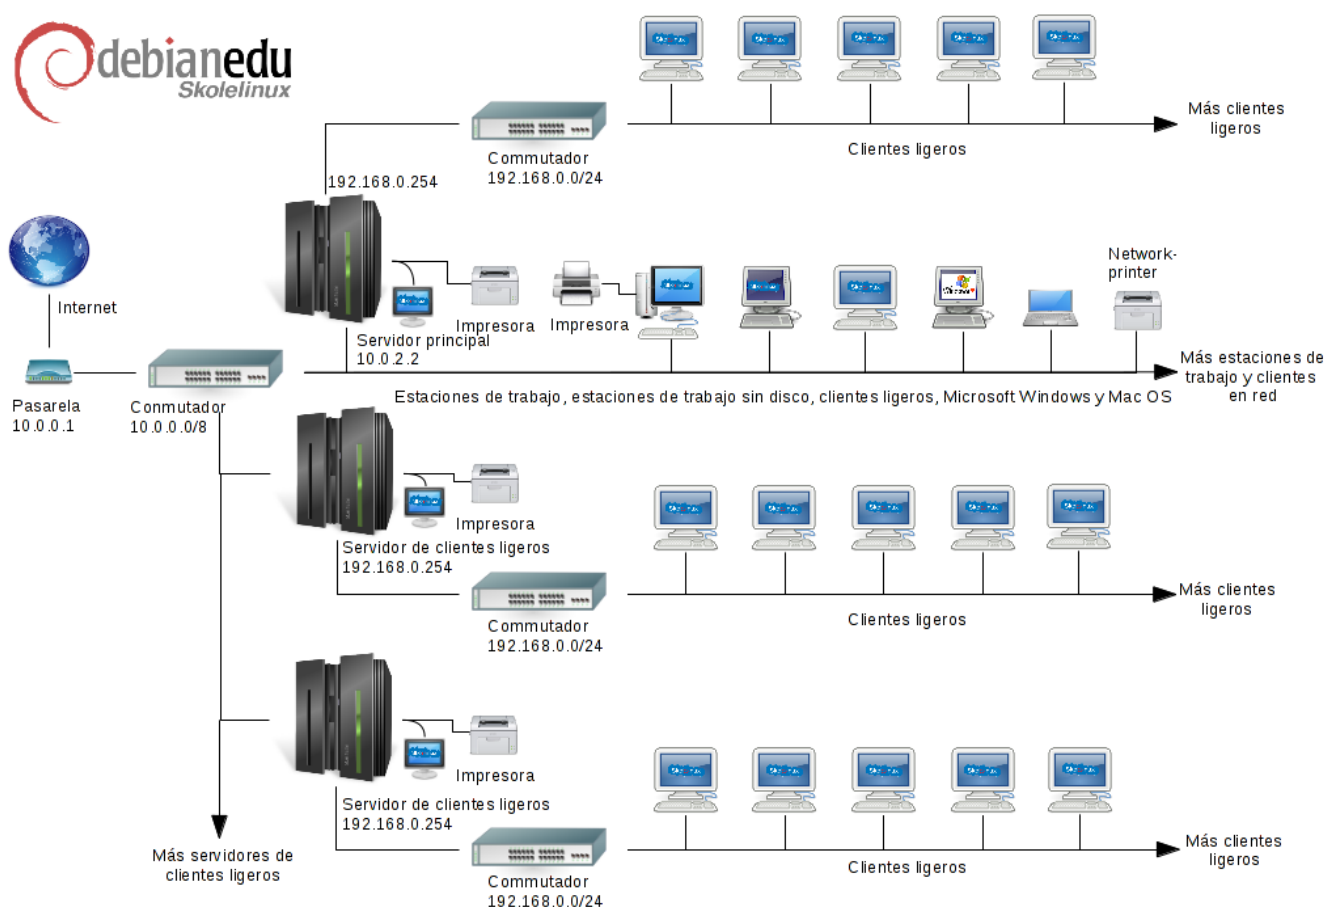 debianedu
Skolelinux
Más clientes
ligeros
Clientes ligeros
Commutador
192.168.0.0/24
192.168.0.254
Internet
Impresora
Impresora
Network-
printer
Servidor principal
10.0.2.2
Más estaciones de
trabajo y clientes
en red
Pasarela
10.0.0.1
Conmutador
10.0.0.0/8
Estaciones de trabajo, estaciones de trabajo sin disco, clientes ligeros, Microsoft Windows y Mac OS
Impresora
Servidor de clientes ligeros
192.168.0.254
Commutador
192.168.0.0/24
Clientes ligeros
Más clientes
ligeros
Impresora
Servidor de clientes ligeros
192.168.0.254
Más servidores de
clientes ligeros
Commutador
192.168.0.0/24
Clientes ligeros
Más clientes
ligeros